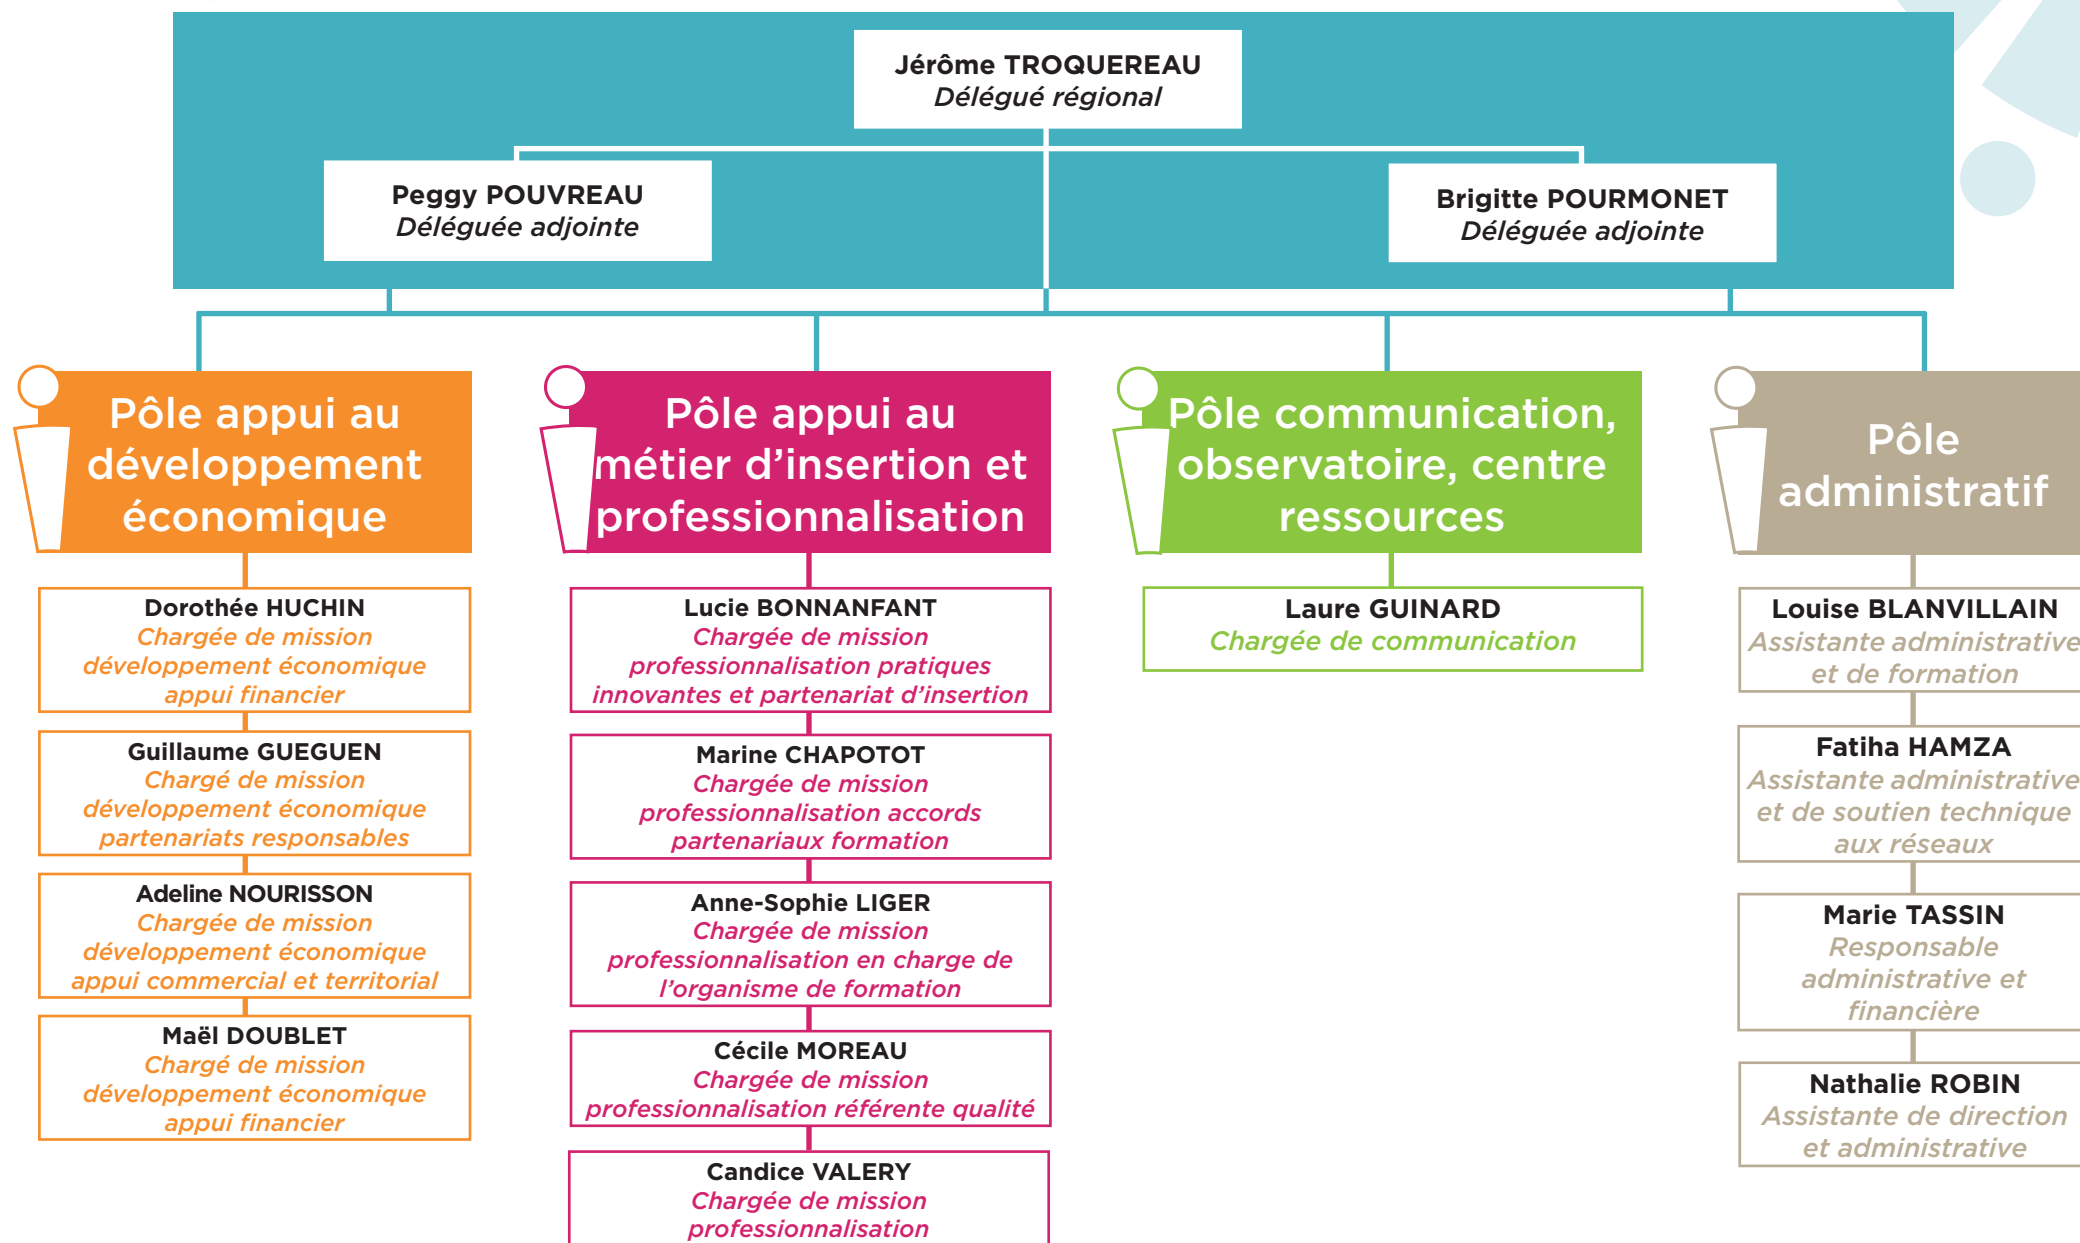 Jérôme TROQUEREAU
Délégué régional
Peggy POUVREAU
Déléguée adjointe
Brigitte POURMONET
Déléguée adjointe
Pôle appui au
développement
économique
Dorothée HUCHIN
Chargée de mission
développement économique
appui financier
Guillaume GUEGUEN
Chargé de mission
développement économique
partenariats responsables
Adeline NOURISSON
Chargée de mission
développement économique
appui commercial et territorial
Maël DOUBLET
Chargé de mission
développement économique
appui financier
Pôle appui au
métier d’insertion et
professionnalisation
Lucie BONNANFANT
Chargée de mission
professionnalisation pratiques
innovantes et partenariat d’insertion
Marine CHAPOTOT
Chargée de mission
professionnalisation accords
partenariaux formation
Anne-Sophie LIGER
Chargée de mission
professionnalisation en charge de
l’organisme de formation
Cécile MOREAU
Chargée de mission
professionnalisation référente qualité
Candice VALERY
Chargée de mission
professionnalisation
Pôle communication,
observatoire, centre
ressources
Laure GUINARD
Chargée de communication
Pôle
administratif
Louise BLANVILLAIN
Assistante administrative
et de formation
Fatiha HAMZA
Assistante administrative
et de soutien technique
aux réseaux
Marie TASSIN
Responsable
administrative et
financière
Nathalie ROBIN
Assistante de direction
et administrative